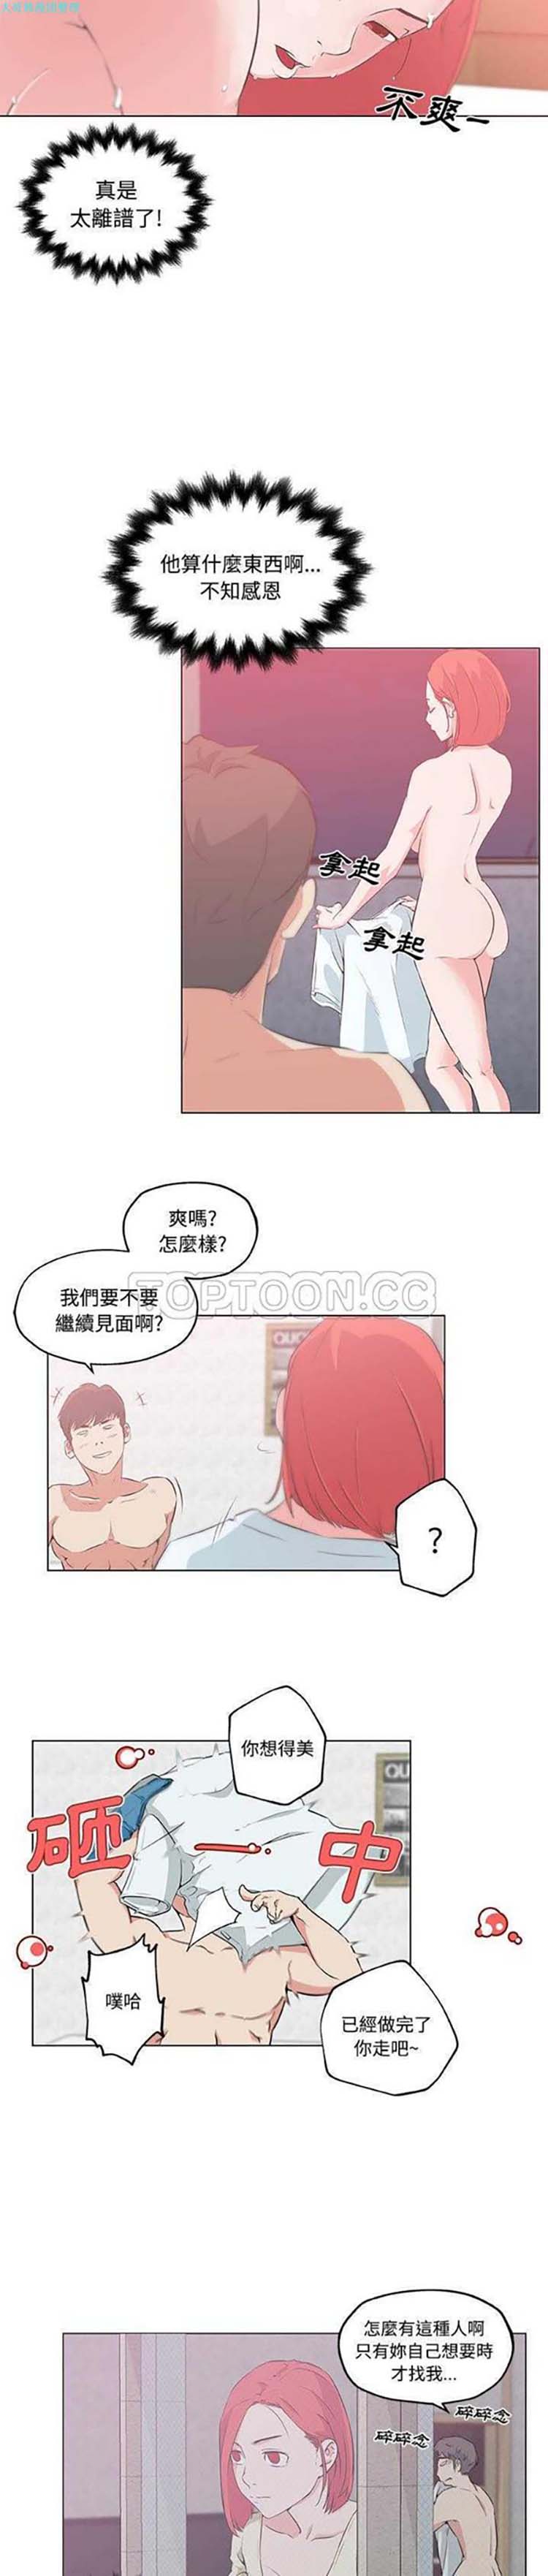 不爽~
真是
太離譜了!
他算什麼東西啊...
不知感恩
拿起
拿起
爽嗎?
怎麼樣?
我們要不要
繼續見面啊?
TOPTOON.CC
QUO
?
你想得美
QU
砸一中
噗哈
已經做完了
你走吧~
怎麼有這種人啊
只有妳自己想要時
才找我...
碎碎念
碎碎念